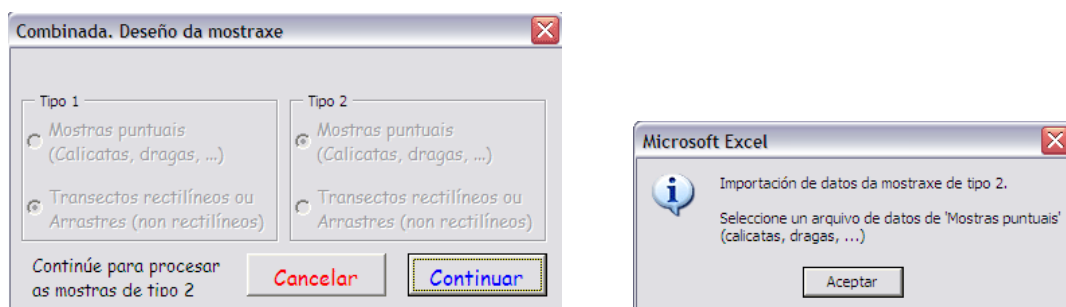 Combinada. Deseño da mostraxe
Tipo 1
Mostras puntuais
(Calicatas, dragas, ...)
Transectos rectilíneos ou
Arrastres (non rectilíneos)
Tipo 2
Mostras puntuais
(Calicatas, dragas, ...)
Transectos rectilíneos ou
Arrastres (non rectilíneos)
Continúe para procesar
as mostras de tipo 2
Cancelar
Continuar
Microsoft Excel
Importación de datos da mostraxe de tipo 2.
Seleccione un arquivo de datos de 'Mostras puntuais'
(calicatas, dragas, ...)
Aceptar